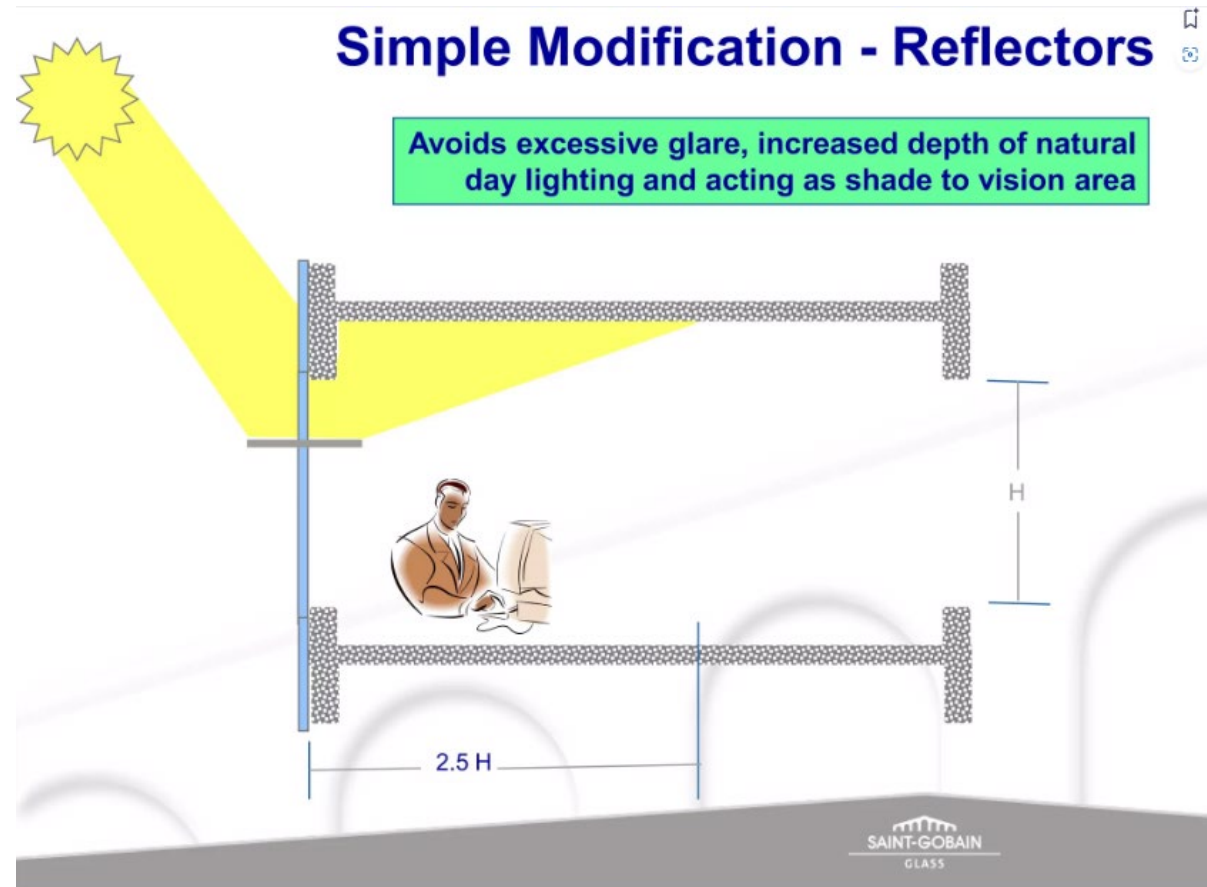 Simple Modification - Reflectors
Avoids excessive glare, increased depth of natural
day lighting and acting as shade to vision area
H
2.5 H
SAINT-GOBAIN
GLASS